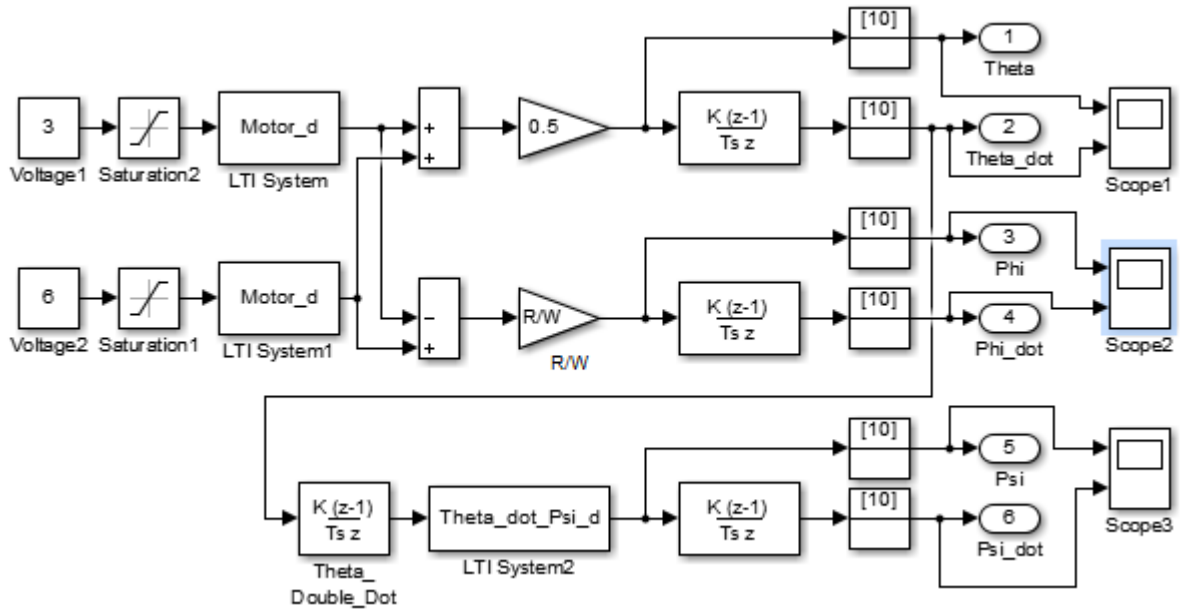 [10]
1
Theta
3
Voltage1
Saturation2
Motor_d
LTI System
+
+
0.5
K (z-1)
Ts z
[10]
2
Theta_dot
Scope1
[10]
3
Phi
6
Voltage2
Saturation1
Motor_d
LTI System1
−
+
R/W
R/W
K (z-1)
Ts z
[10]
4
Phi_dot
Scope2
[10]
5
Psi
K (z-1)
Ts z
Theta_
Double_Dot
Theta_dot_Psi_d
LTI System2
K (z-1)
Ts z
[10]
6
Psi_dot
Scope3